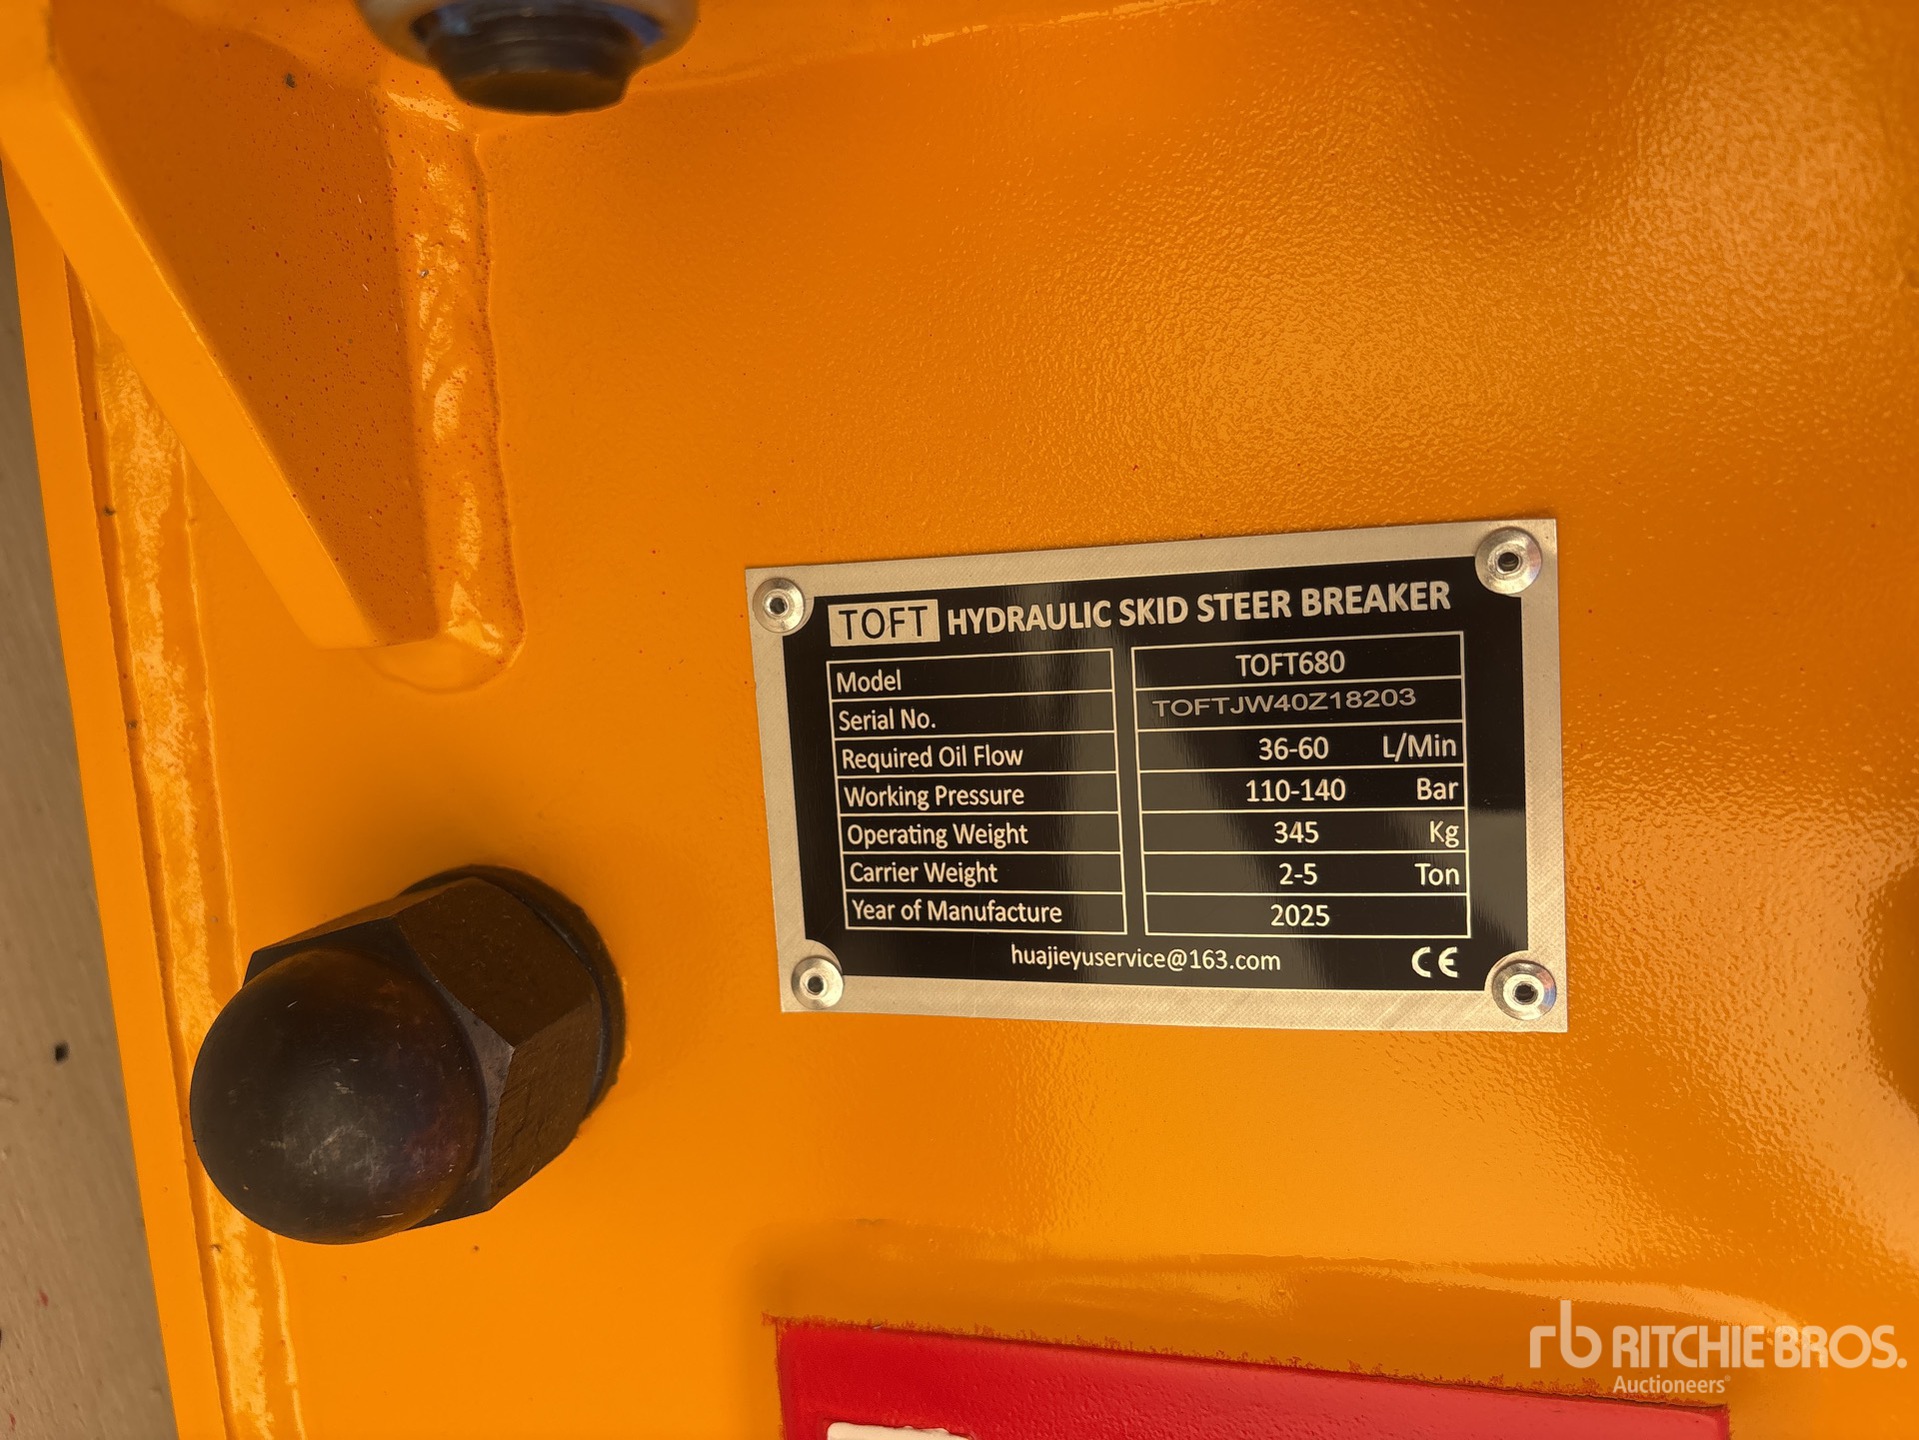 TOFT HYDRAULIC SKID STEER BREAKER
Model TOFT680
Serial No. TOFTJW40Z18203
Required Oil Flow 36-60 L/Min
Working Pressure 110-140 Bar
Operating Weight 345 Kg
Carrier Weight 2-5 Ton
Year of Manufacture 2025
huajieyuservice@163.com CE
rb RITCHIE BROS.
Auctioneers